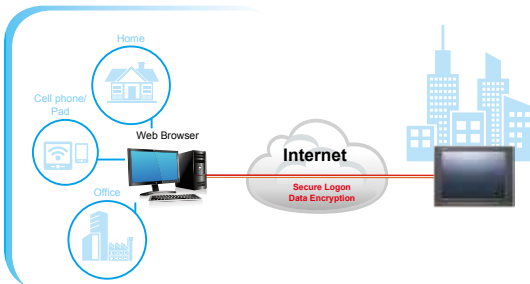 Home
Cell phone/
Pad
Web Browser
Office
Internet
Secure Logon
Data Encryption